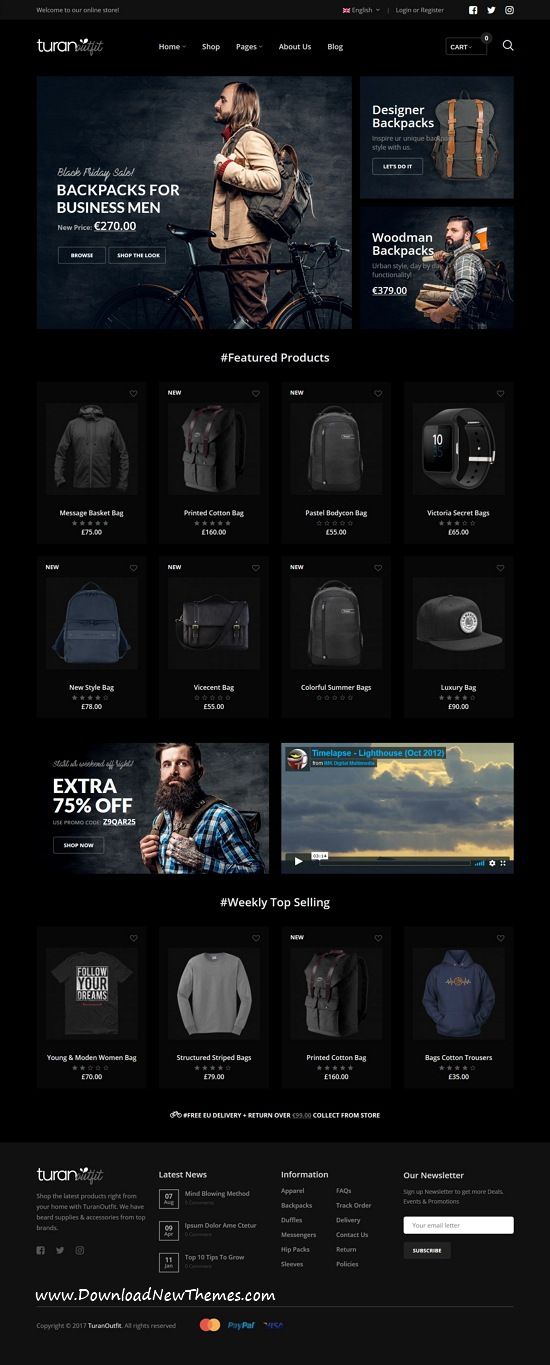 Welcome to our online store!
English
Login or Register
turanoutfit
Home
Shop
Pages
About Us
Blog
CART
0
Black Friday Sale!
BACKPACKS FOR
BUSINESS MEN
New Price: €270.00
BROWSE
SHOP THE LOOK
Designer
Backpacks
Inspire ur unique backpack
style with us.
LET'S DO IT
Woodman
Backpacks
Urban style, day by day
functionality!
€379.00
#Featured Products
Message Basket Bag
£75.00
NEW
Printed Cotton Bag
£160.00
NEW
Pastel Bodycon Bag
£55.00
10
Victoria Secret Bags
£65.00
NEW
New Style Bag
£78.00
NEW
Vicecent Bag
£55.00
NEW
Colorful Summer Bags
Luxury Bag
£90.00
Start us weekend off right!
EXTRA
75% OFF
USE PROMO CODE: Z9QAR25
SHOP NOW
Timelapse - Lighthouse (Oct 2012)
from IMK Digital Multimedia
03:14
#Weekly Top Selling
FOLLOW
YOUR
DREAMS
Young & Moden Women Bag
£70.00
Structured Striped Bags
£79.00
NEW
Printed Cotton Bag
£160.00
Bags Cotton Trousers
£35.00
#FREE EU DELIVERY + RETURN OVER €99.00 COLLECT FROM STORE
turanoutfit
Shop the latest products right from
your home with TuranOutfit. We have
beard supplies & accessories from top
brands.
Latest News
07
Aug
Mind Blowing Method
0 Comments
09
Apr
Ipsum Dolor Ame Ctetur
0 Comment
11
Jan
Top 10 Tips To Grow
0 Comment
Information
Apparel
Backpacks
Duffles
Messengers
Hip Packs
Sleeves
FAQs
Track Order
Delivery
Contact Us
Return
Policies
Our Newsletter
Sign up Newsletter to get more Deals,
Events & Promotions
Your email letter
SUBSCRIBE
www.DownloadNewThemes.com
Copyright © 2017 TuranOutfit. All rights reserved
PayPal
VISA